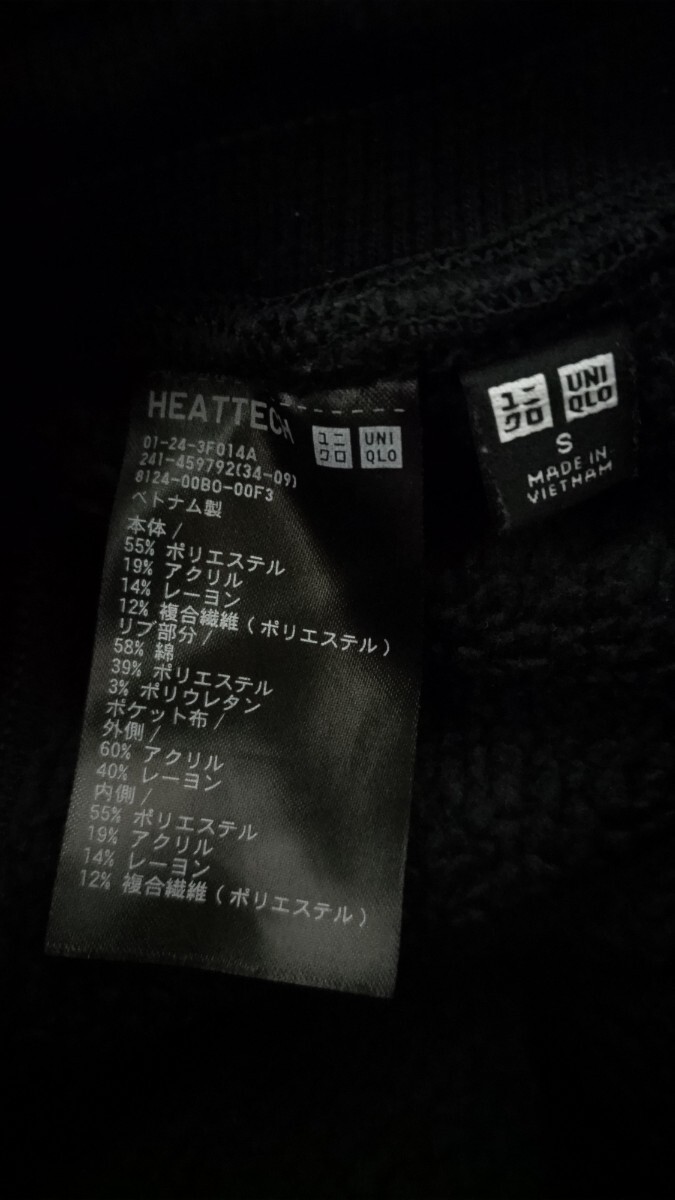 HEATTECH
ユニ
クロ
UNI
QLO
01-24-3F014A
241-459792(34-09)
8124-00B0-00F3
ベトナム製
本体/
55% ポリエステル
19% アクリル
14% レーヨン
12% 複合繊維(ポリエステル)
リブ部分/
58% 綿
39% ポリエステル
3% ポリウレタン
ポケット布/
外側/
60% アクリル
40% レーヨン
内側/
55% ポリエステル
19% アクリル
14% レーヨン
12% 複合繊維(ポリエステル)
ユニ
クロ
UNI
QLO
S
MADE IN
VIETNAM